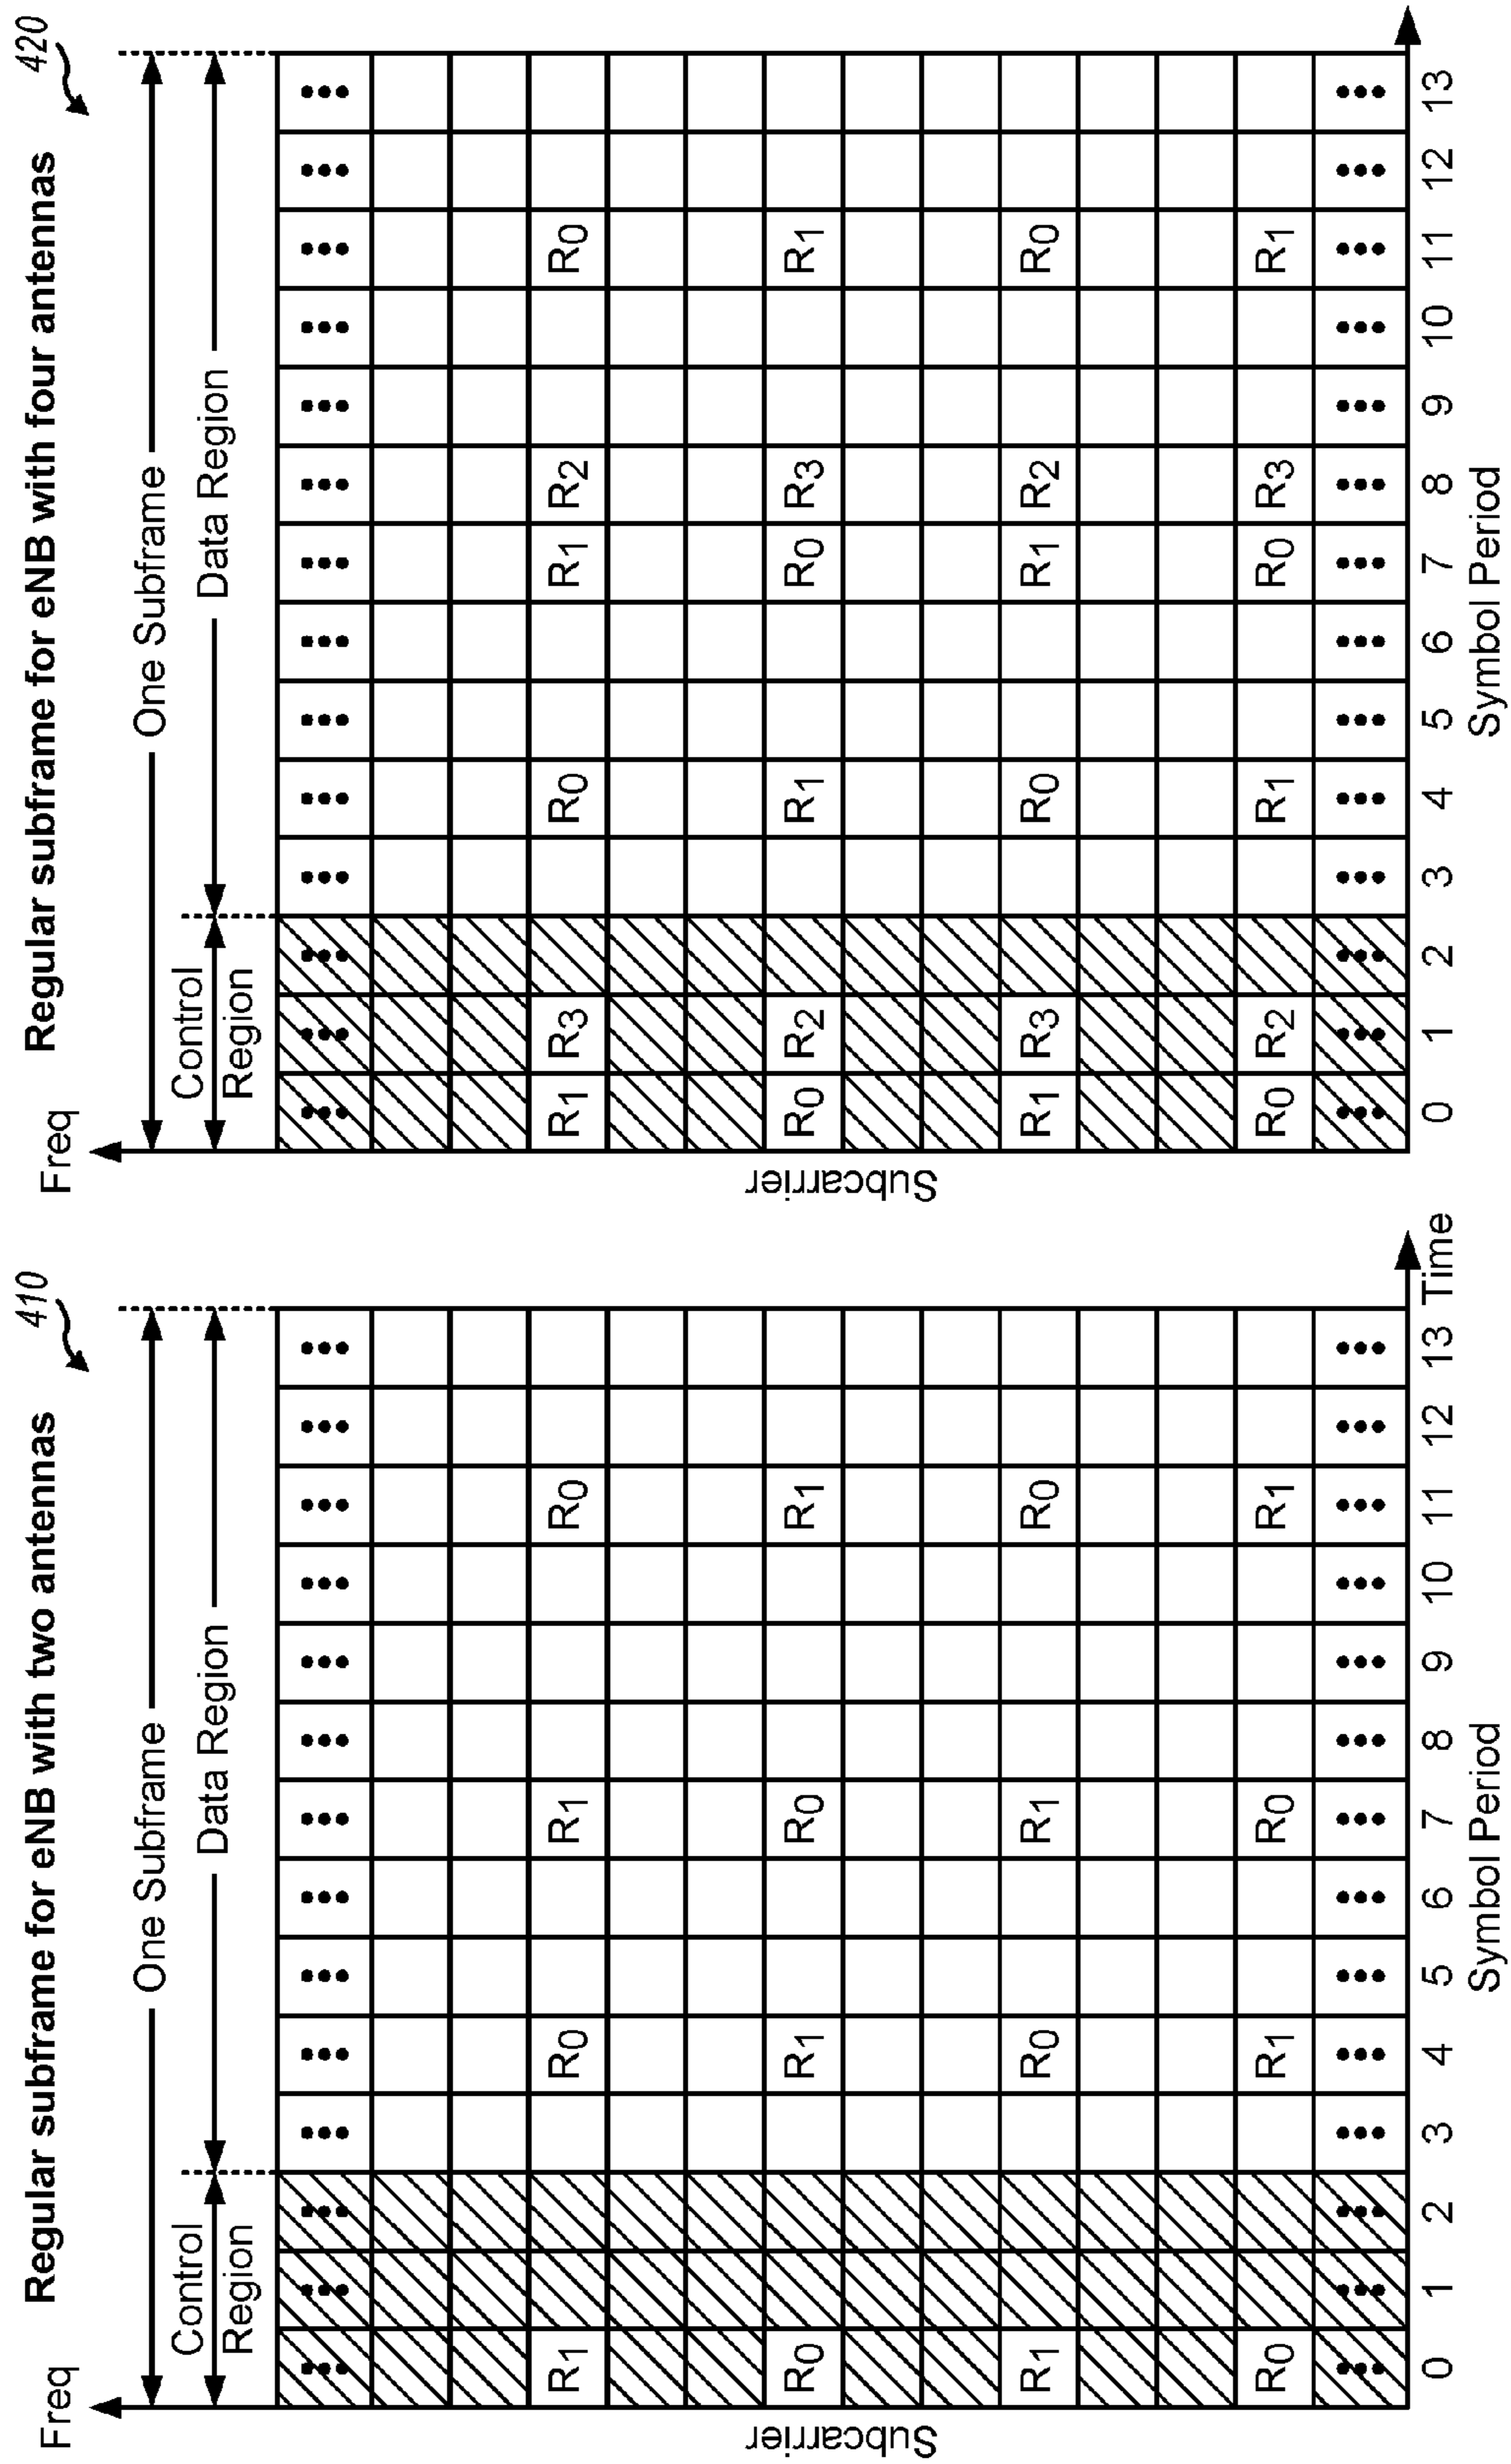 Regular subframe for eNB with two antennas
410
Freq
One Subframe
Control Region
Data Region
Subcarrier
R1 R0 R1 R0
R0 R1 R0 R1
R1 R0 R1 R0
R0 R1 R0 R1
0 1 2 3 4 5 6 7 8 9 10 11 12 13 Time
Symbol Period
Regular subframe for eNB with four antennas
420
Freq
One Subframe
Control Region
Data Region
Subcarrier
R1 R3 R0 R1 R2 R0
R0 R2 R1 R0 R3 R1
R1 R3 R0 R1 R2 R0
R0 R2 R1 R0 R3 R1
0 1 2 3 4 5 6 7 8 9 10 11 12 13
Symbol Period